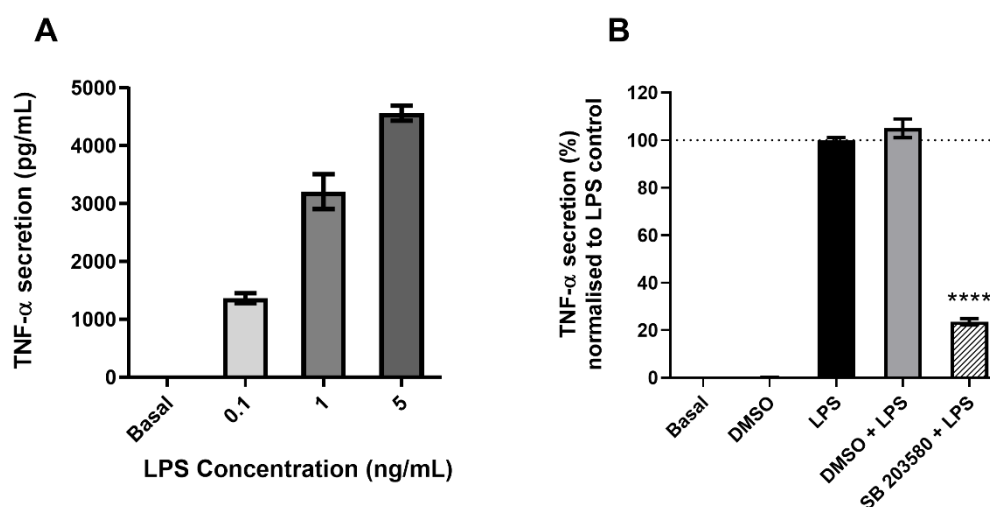 A
TNF-α secretion (pg/mL)
5000
4000
3000
2000
1000
0
Basal
0.1
1
5
LPS Concentration (ng/mL)
B
TNF-α secretion (%)
normalised to LPS control
120
100
80
60
40
20
0
****
Basal
DMSO
LPS
DMSO + LPS
SB 203580 + LPS